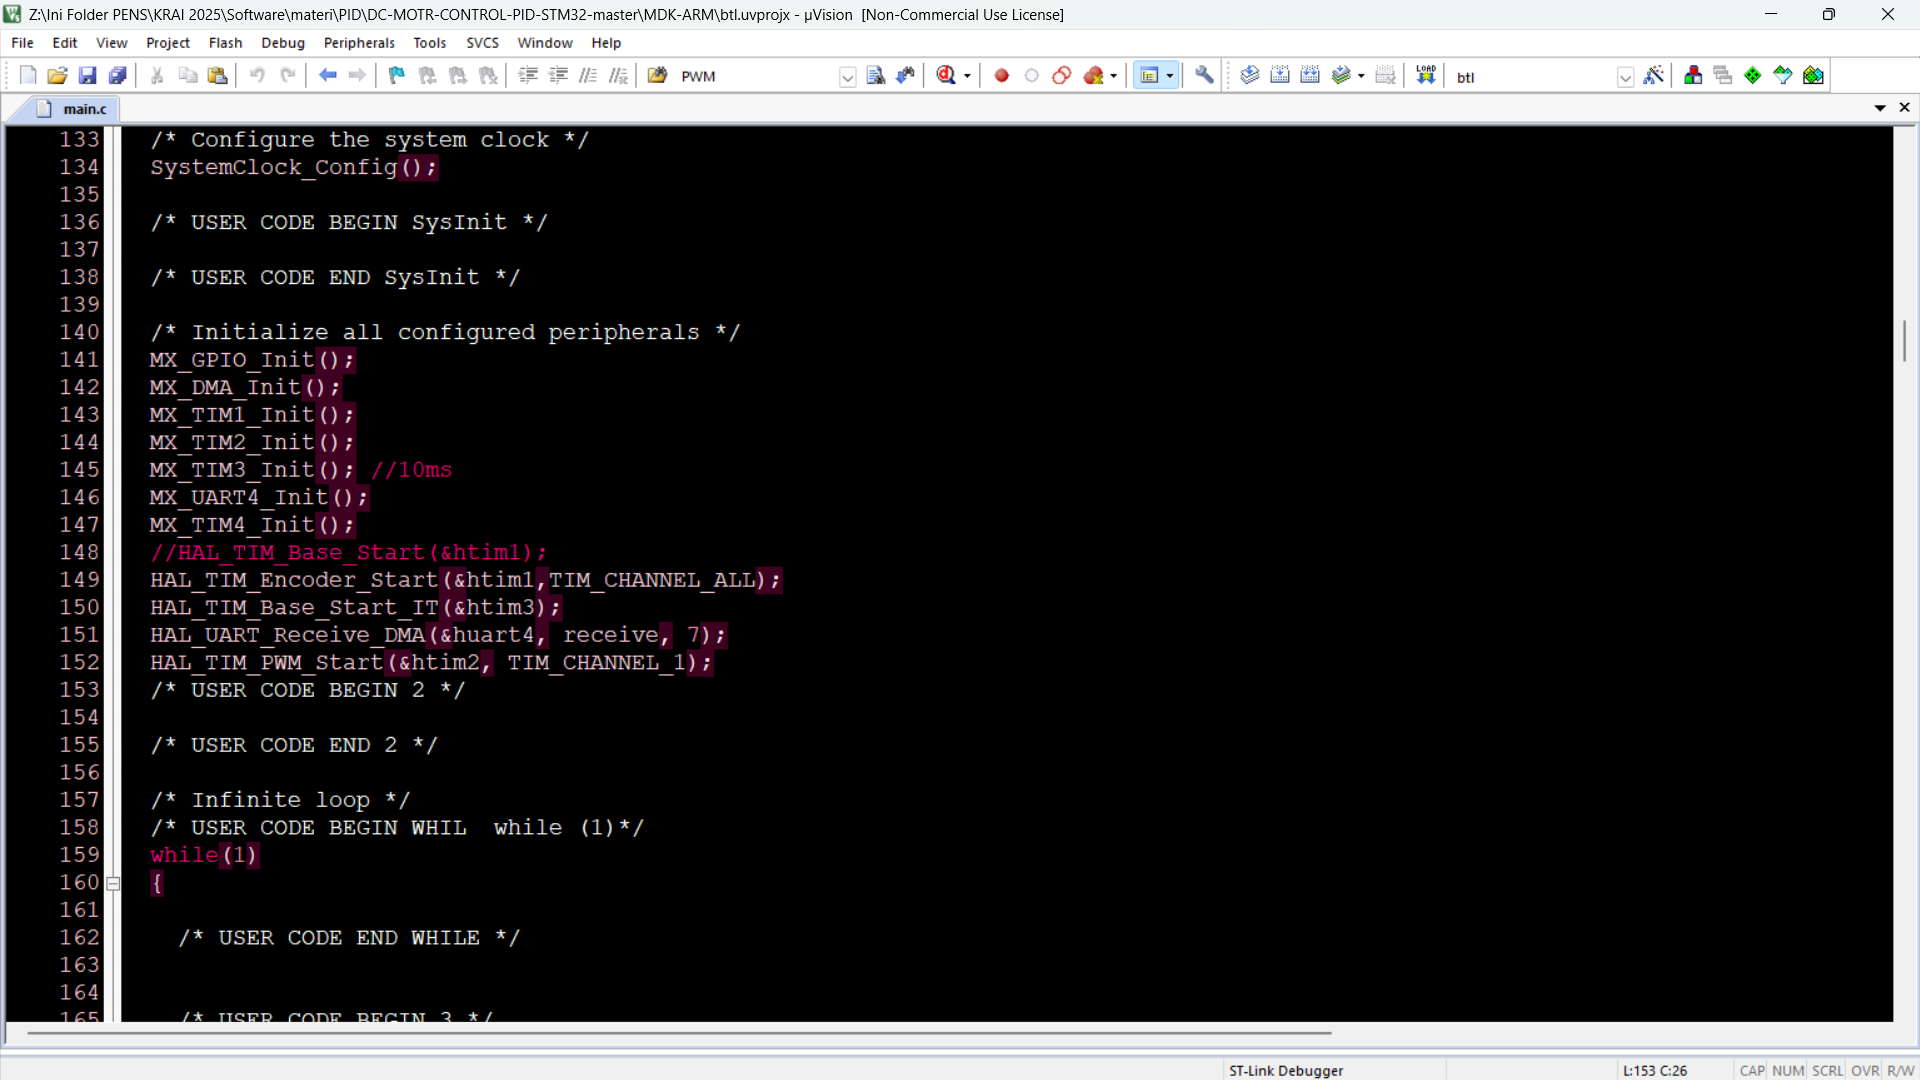 Z:\Ini Folder PENS\KRAI 2025\Software\materi\PID\DC-MOTR-CONTROL-PID-STM32-master\MDK-ARM\btl.uvprojx - µVision  [Non-Commercial Use License]
File Edit View Project Flash Debug Peripherals Tools SVCS Window Help
PWM LOAD btl
main.c
133 /* Configure the system clock */
134 SystemClock_Config();
135
136 /* USER CODE BEGIN SysInit */
137
138 /* USER CODE END SysInit */
139
140 /* Initialize all configured peripherals */
141 MX_GPIO_Init();
142 MX_DMA_Init();
143 MX_TIM1_Init();
144 MX_TIM2_Init();
145 MX_TIM3_Init(); //10ms
146 MX_UART4_Init();
147 MX_TIM4_Init();
148 //HAL_TIM_Base_Start(&htim1);
149 HAL_TIM_Encoder_Start(&htim1,TIM_CHANNEL_ALL);
150 HAL_TIM_Base_Start_IT(&htim3);
151 HAL_UART_Receive_DMA(&huart4, receive, 7);
152 HAL_TIM_PWM_Start(&htim2, TIM_CHANNEL_1);
153 /* USER CODE BEGIN 2 */
154
155 /* USER CODE END 2 */
156
157 /* Infinite loop */
158 /* USER CODE BEGIN WHIL  while (1)*/
159 while(1)
160 {
161
162 /* USER CODE END WHILE */
163
164
165 /* USER CODE BEGIN 3 */
ST-Link Debugger L:153 C:26 CAP NUM SCRL OVR R/W